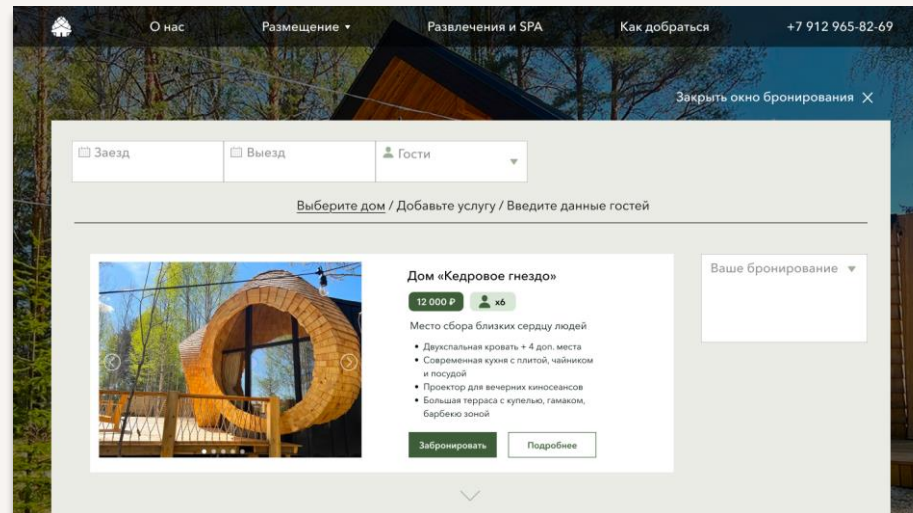 О нас
Размещение
Развлечения и SPA
Как добраться
+7 912 965-82-69
Закрыть окно бронирования
Заезд
Выезд
Гости
Выберите дом / Добавьте услугу / Введите данные гостей
Дом «Кедровое гнездо»
12 000 ₽
x6
Место сбора близких сердцу людей
• Двухспальная кровать + 4 доп. места
• Современная кухня с плитой, чайником
и посудой
• Проектор для вечерних киносеансов
• Большая терраса с купелью, гамаком,
барбекю зоной
Забронировать
Подробнее
Ваше бронирование